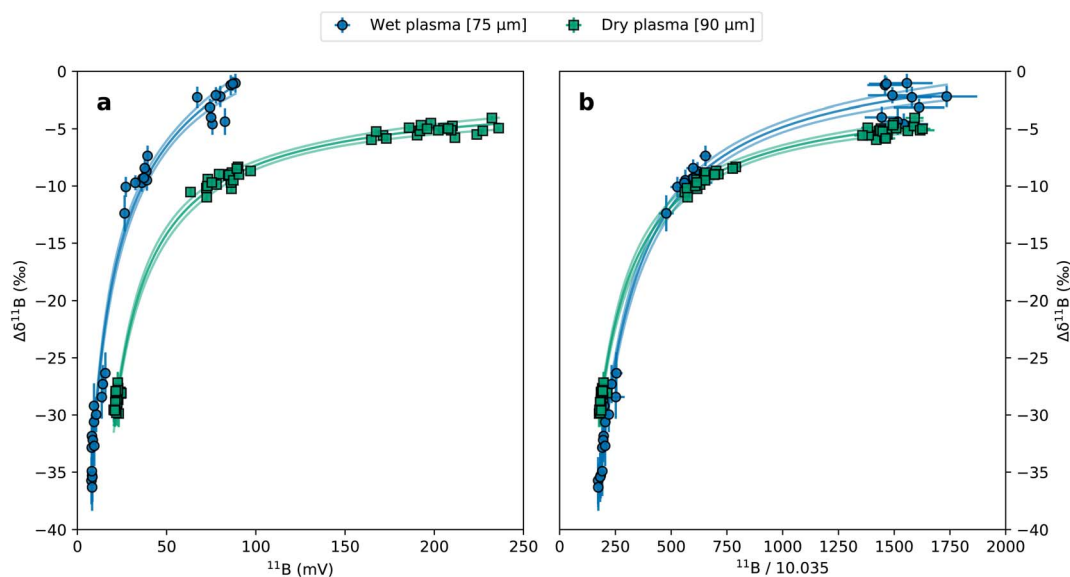 Wet plasma [75 μm] Dry plasma [90 μm]
a
b
0
−5
−10
−15
−20
−25
−30
−35
−40
Δδ¹¹B (‰)
0 50 100 150 200 250
¹¹B (mV)
0 250 500 750 1000 1250 1500 1750 2000
¹¹B / 10.035
0
−5
−10
−15
−20
−25
−30
−35
−40
Δδ¹¹B (‰)